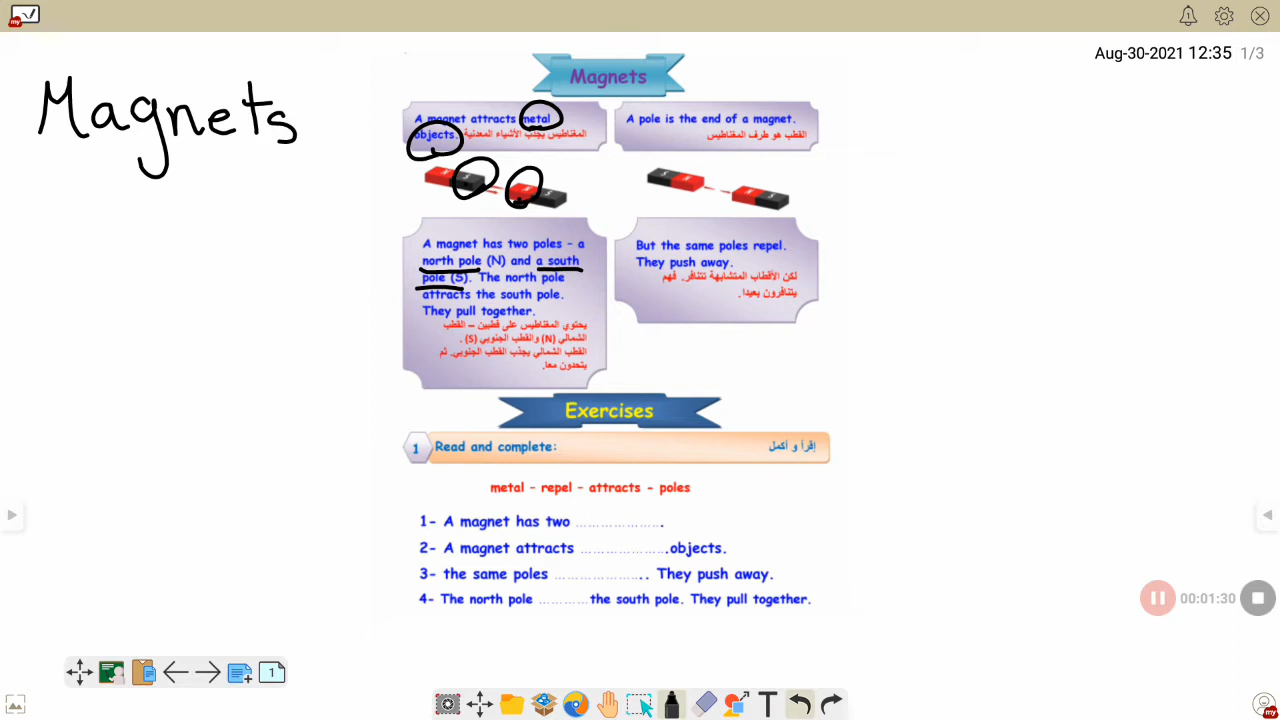 my
Aug-30-2021 12:35 1/3
Magnets
Magnets
A magnet attracts metal
objects. المغناطيس يجذب الأشياء المعدنية
A pole is the end of a magnet.
القطب هو طرف المغناطيس
A magnet has two poles - a
north pole (N) and a south
pole (S). The north pole
attracts the south pole.
They pull together.
يحتوي المغناطيس على قطبين – القطب
الشمالي (N) والقطب الجنوبي (S) .
القطب الشمالي يجذب القطب الجنوبي. ثم
يتحدون معا.
But the same poles repel.
They push away.
لكن الأقطاب المتشابهة تتنافر. فهم
يتنافرون بعيدا.
Exercises
1 Read and complete: إقرأ و أكمل
metal - repel - attracts - poles
1- A magnet has two ....................
2- A magnet attracts ....................objects.
3- the same poles .................... They push away.
4- The north pole ............ the south pole. They pull together.
00:01:30
1
T
my